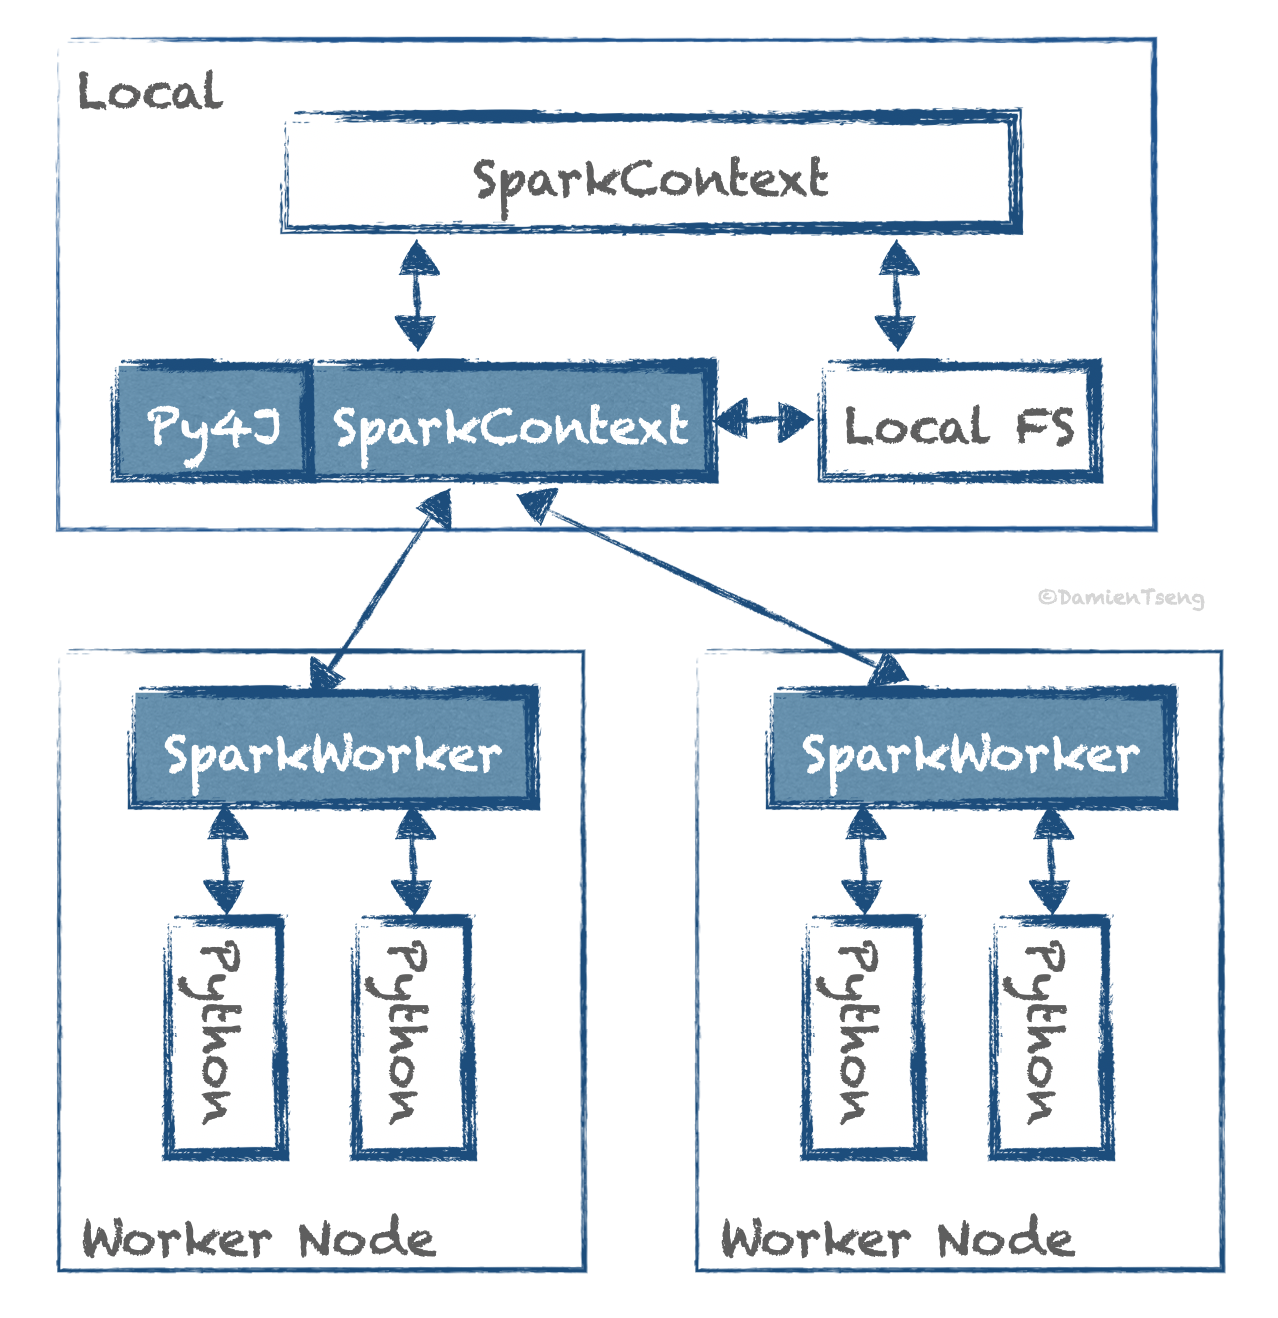 Local
SparkContext
Py4J
SparkContext
Local FS
©DamienTseng
SparkWorker
SparkWorker
Python
Python
Python
Python
Worker Node
Worker Node